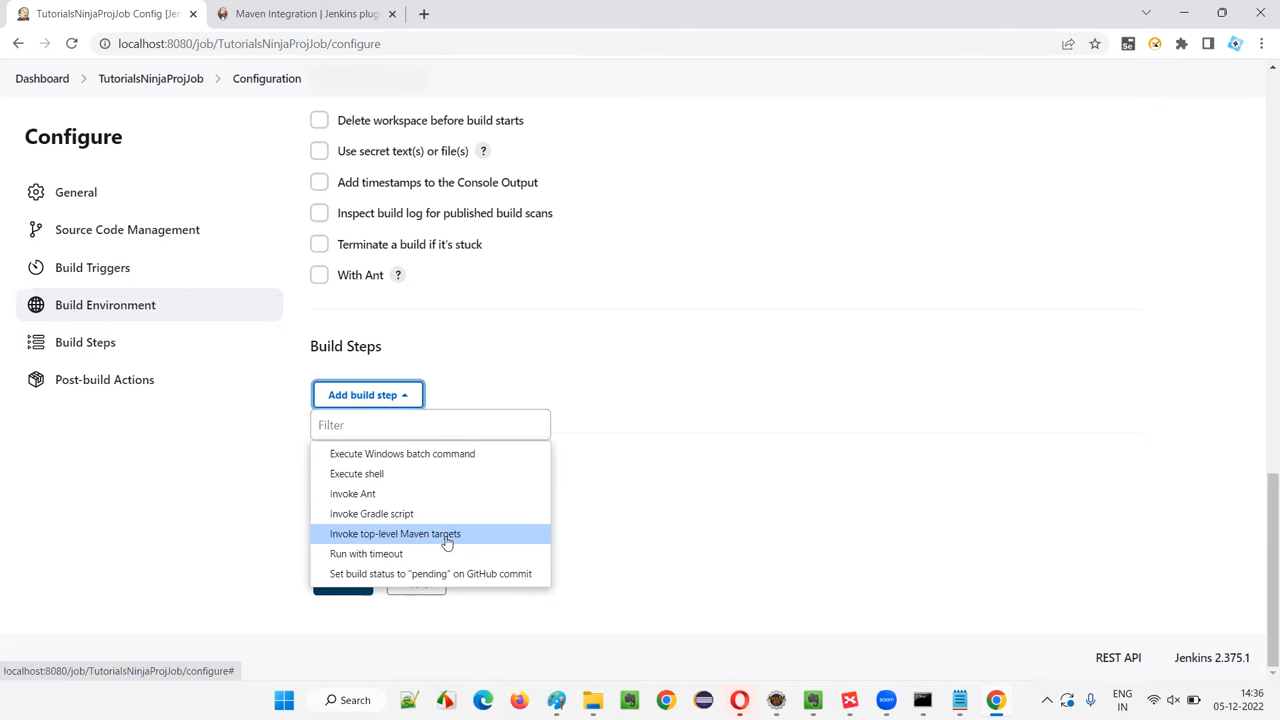 TutorialsNinjaProjJob Config [Jen
Maven Integration | Jenkins plug
localhost:8080/job/TutorialsNinjaProjJob/configure
Dashboard
TutorialsNinjaProjJob
Configuration
Configure
General
Source Code Management
Build Triggers
Build Environment
Build Steps
Post-build Actions
Delete workspace before build starts
Use secret text(s) or file(s) ?
Add timestamps to the Console Output
Inspect build log for published build scans
Terminate a build if it's stuck
With Ant ?
Build Steps
Add build step
Filter
Execute Windows batch command
Execute shell
Invoke Ant
Invoke Gradle script
Invoke top-level Maven targets
Run with timeout
Set build status to "pending" on GitHub commit
REST API
Jenkins 2.375.1
localhost:8080/job/TutorialsNinjaProjJob/configure#
Search
zoom
ENG
IN
14:36
05-12-2022